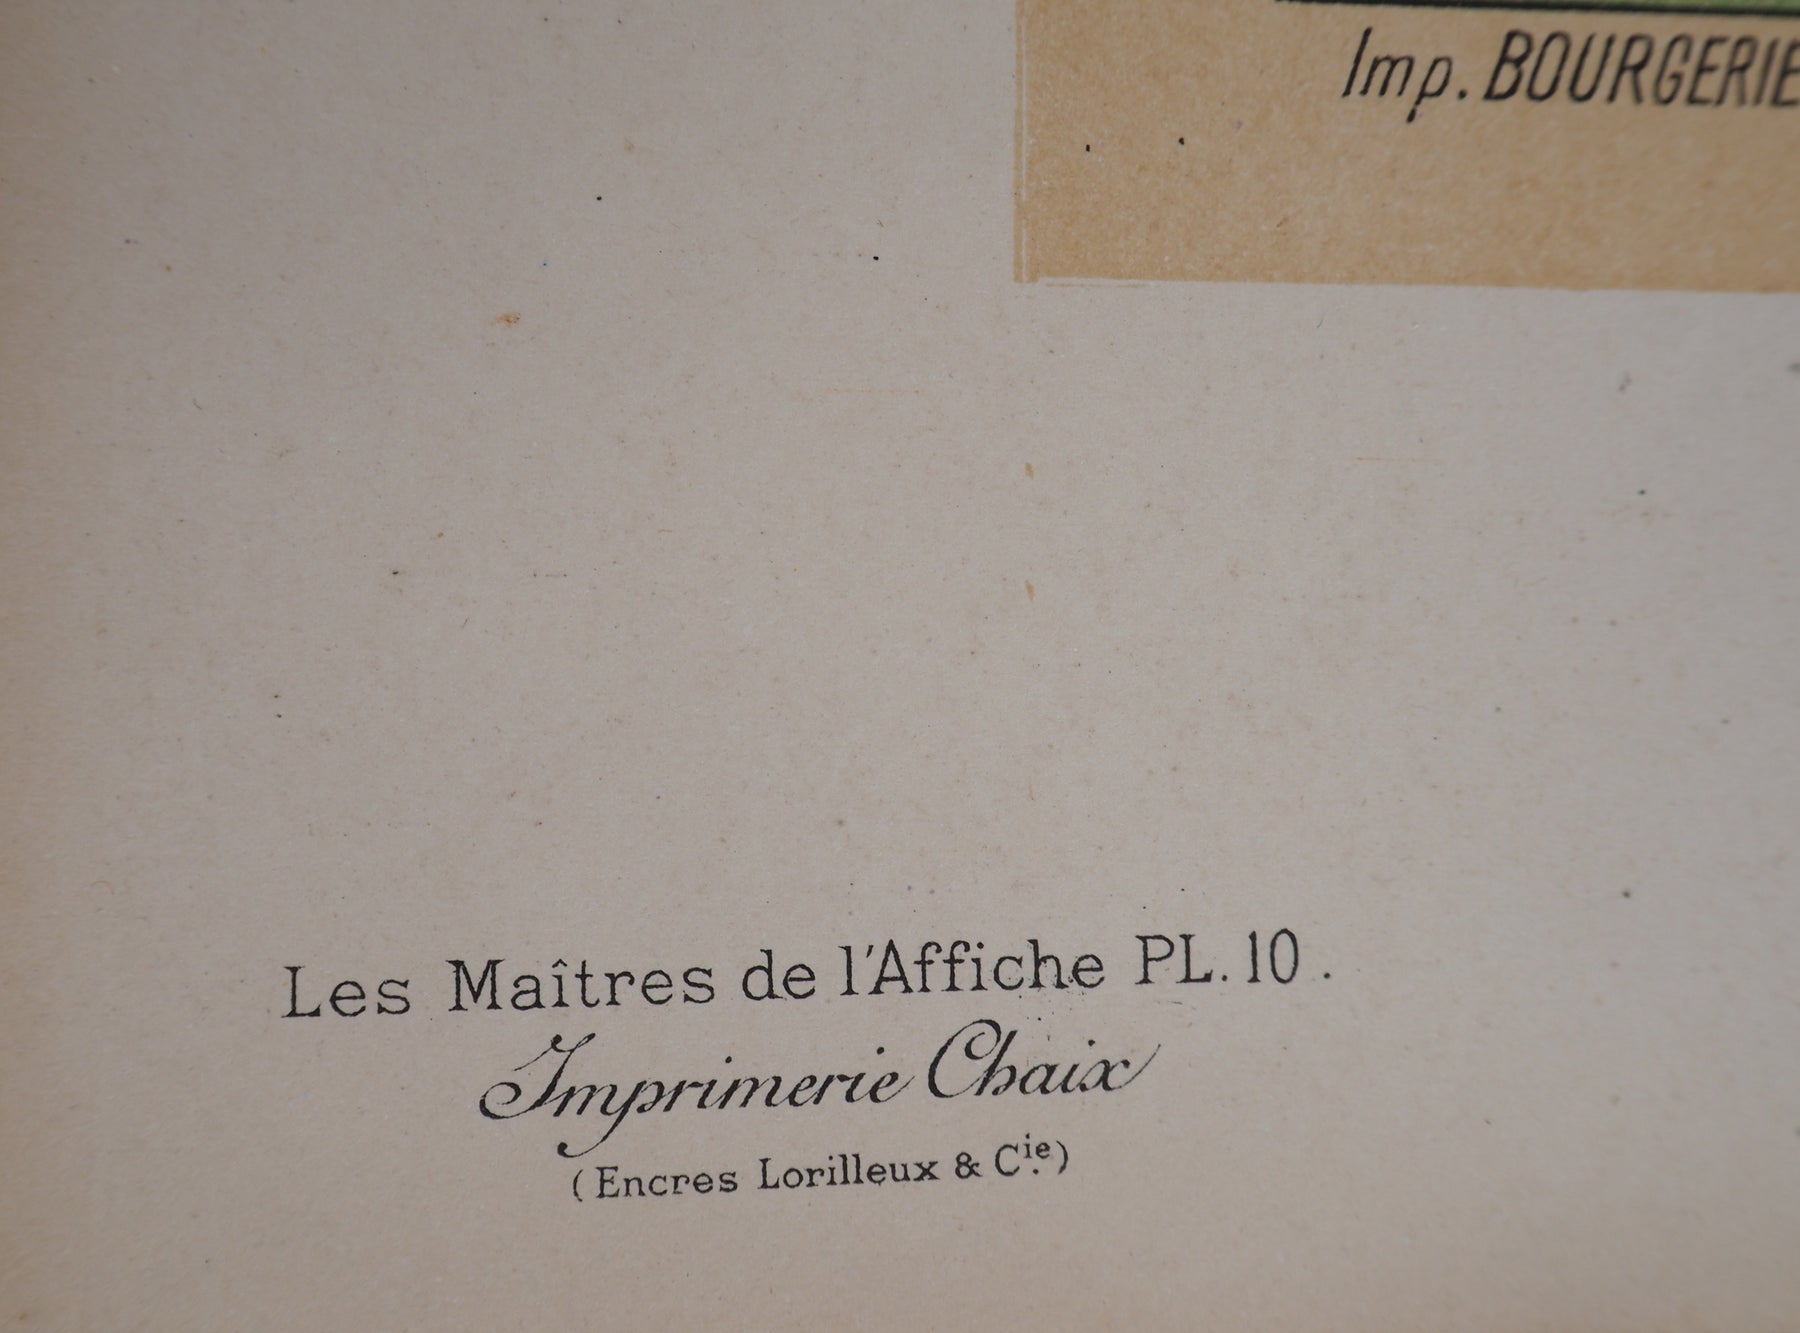 Imp. BOURGERIE
Les Maîtres de l'Affiche PL. 10.
Imprimerie Chaix
(Encres Lorilleux & Cie.)